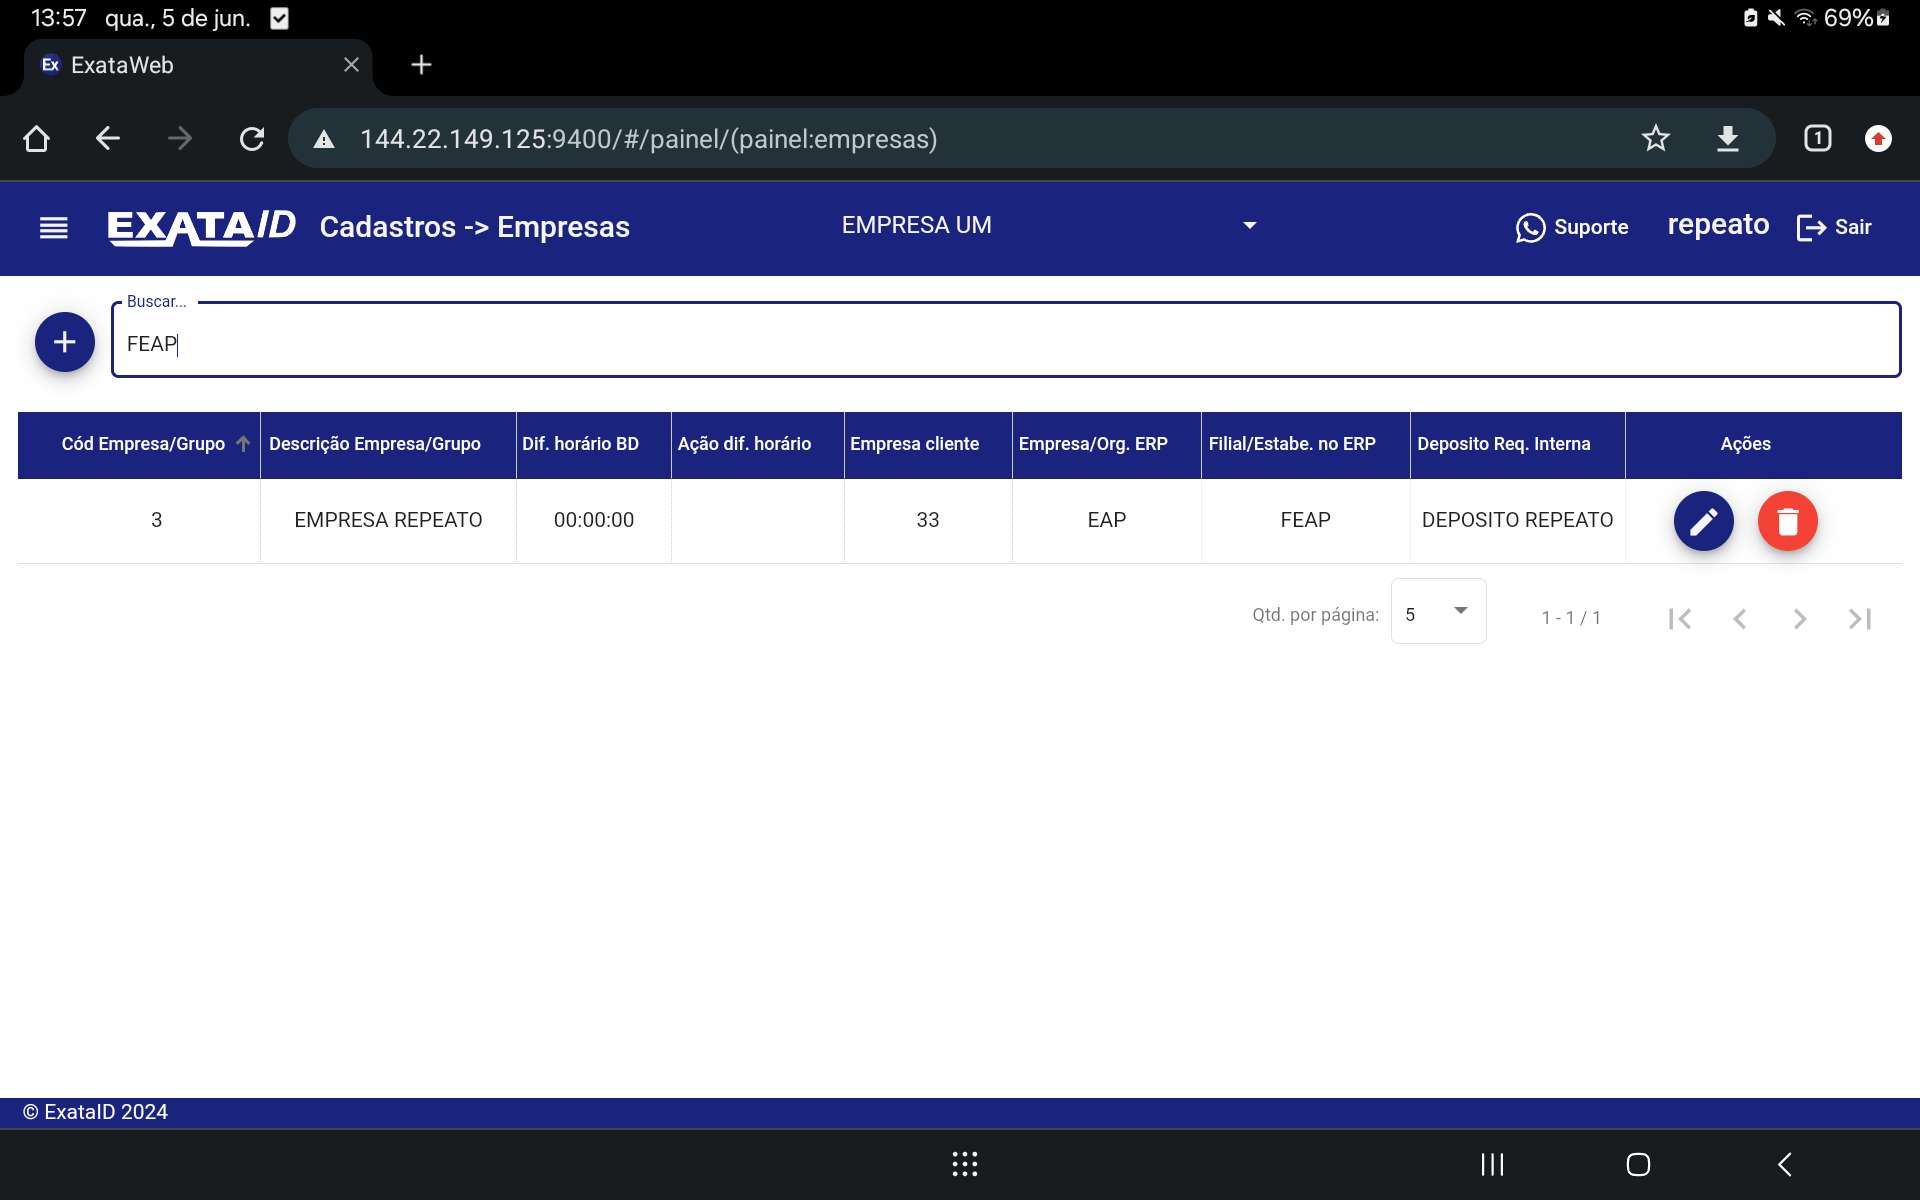 13:57 qua., 5 de jun.
69%
Ex ExataWeb
144.22.149.125:9400/#/painel/(painel:empresas)
1
EXATAID Cadastros -> Empresas EMPRESA UM Suporte repeato Sair
Buscar...
FEAP
Cód Empresa/Grupo Descrição Empresa/Grupo Dif. horário BD Ação dif. horário Empresa cliente Empresa/Org. ERP Filial/Estabe. no ERP Deposito Req. Interna Ações
3 EMPRESA REPEATO 00:00:00 33 EAP FEAP DEPOSITO REPEATO
Qtd. por página: 5 1 - 1 / 1
© ExataID 2024